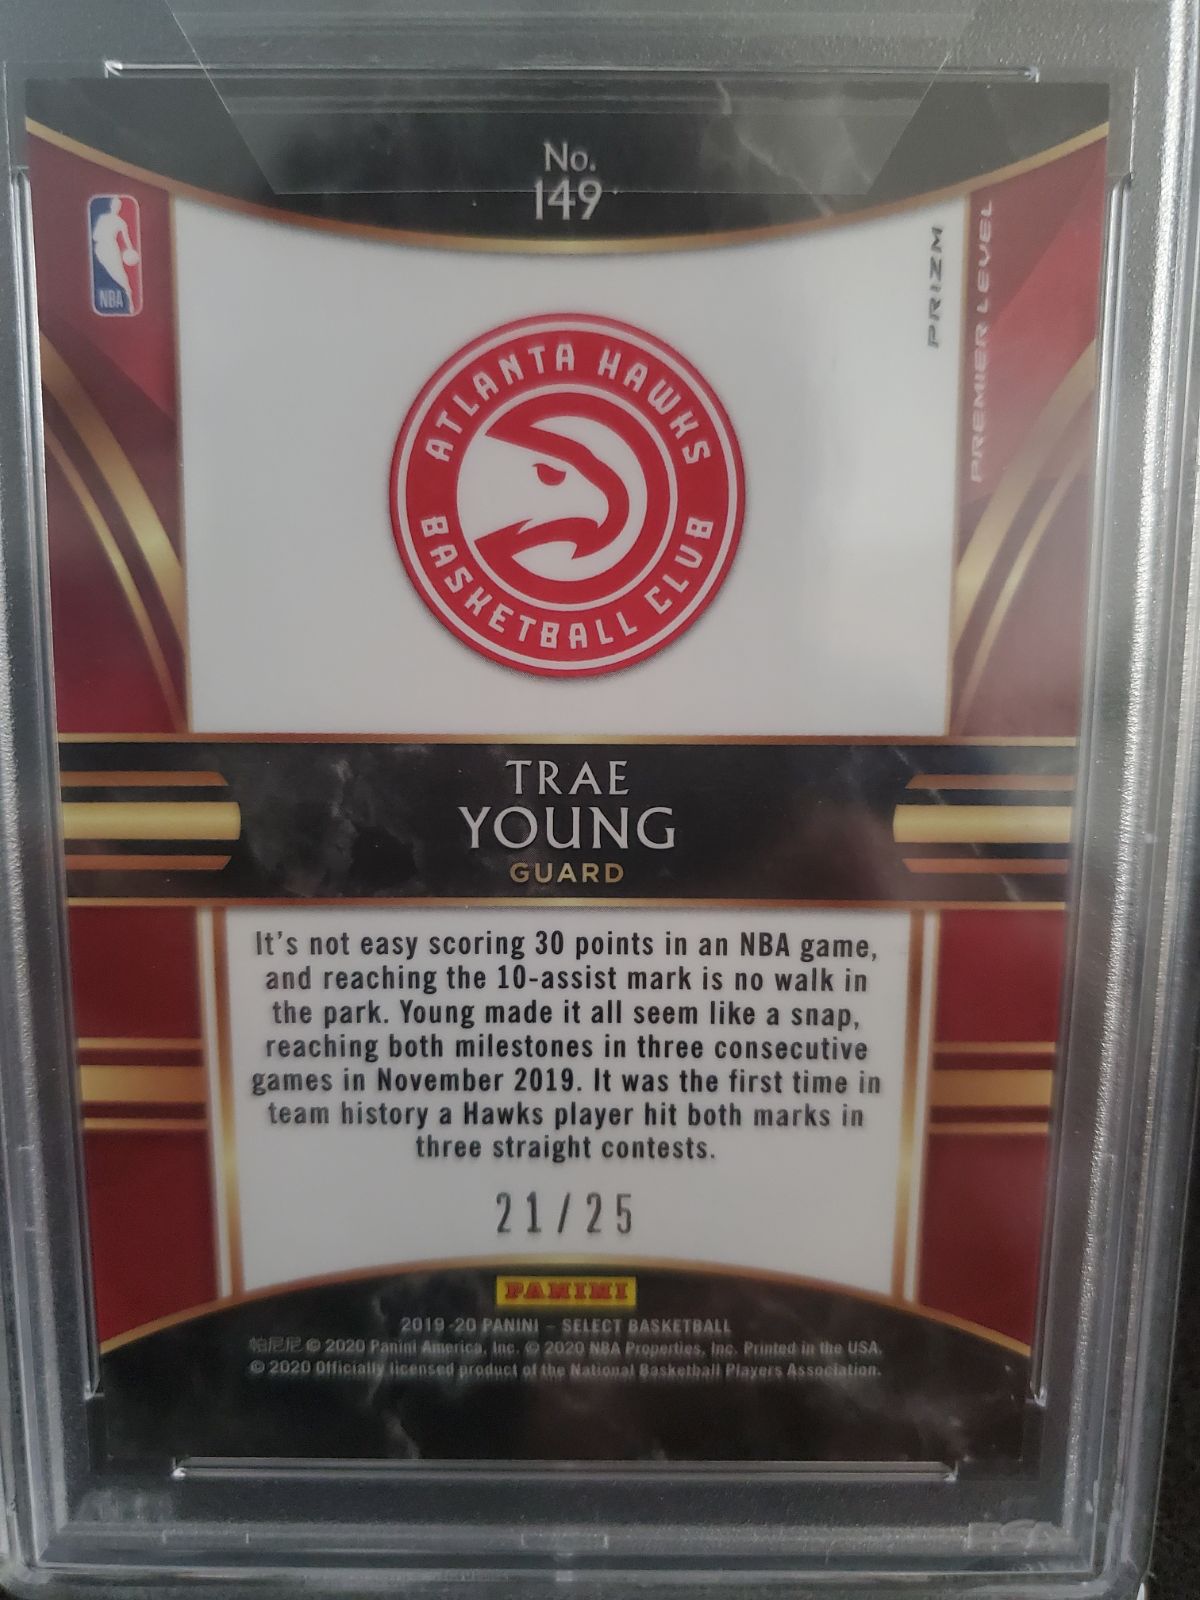 No.
149
NBA
PRIZM
PREMIER LEVEL
ATLANTA HAWKS
BASKETBALL CLUB
TRAE
YOUNG
GUARD
It's not easy scoring 30 points in an NBA game,
and reaching the 10-assist mark is no walk in
the park. Young made it all seem like a snap,
reaching both milestones in three consecutive
games in November 2019. It was the first time in
team history a Hawks player hit both marks in
three straight contests.
21/25
PANINI
2019-20 PANINI – SELECT BASKETBALL
帕尼尼 © 2020 Panini America, Inc. © 2020 NBA Properties, Inc. Printed in the USA.
© 2020 Officially licensed product of the National Basketball Players Association.
PSA